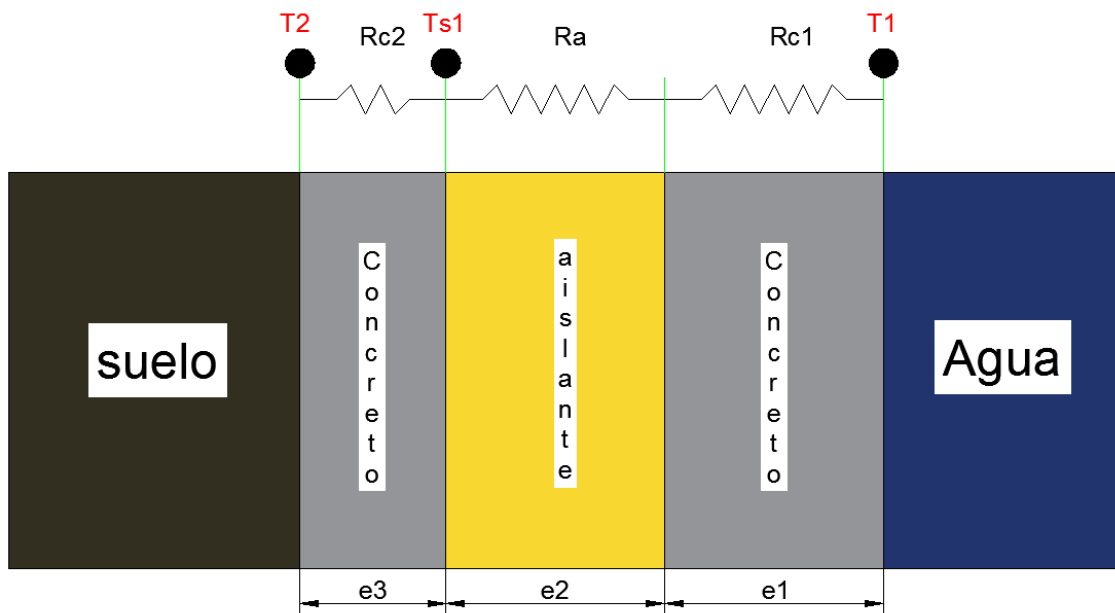 T2
Ts1
T1
Rc2
Ra
Rc1
suelo
Concreto
aislante
Concreto
Agua
e3
e2
e1